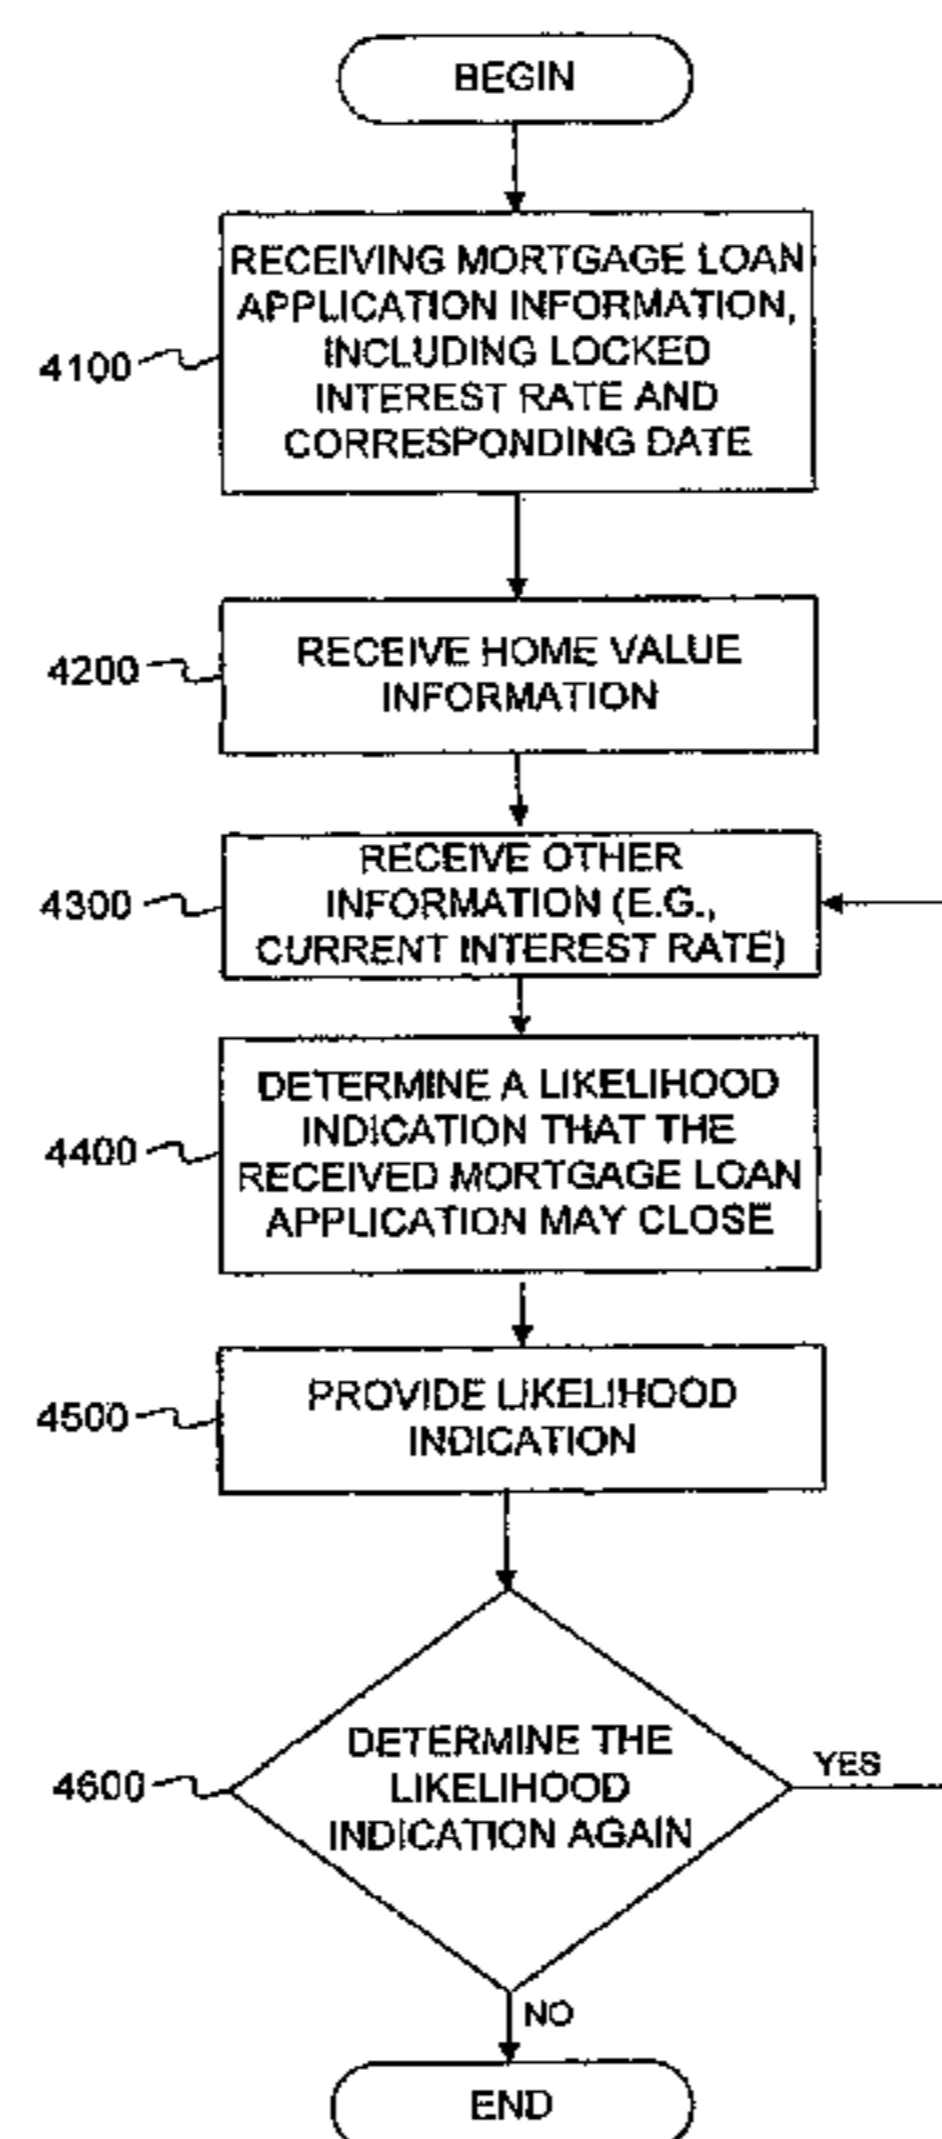 BEGIN
RECEIVING MORTGAGE LOAN
APPLICATION INFORMATION,
INCLUDING LOCKED
INTEREST RATE AND
CORRESPONDING DATE
4100
RECEIVE HOME VALUE
INFORMATION
4200
RECEIVE OTHER
INFORMATION (E.G.,
CURRENT INTEREST RATE)
4300
DETERMINE A LIKELIHOOD
INDICATION THAT THE
RECEIVED MORTGAGE LOAN
APPLICATION MAY CLOSE
4400
PROVIDE LIKELIHOOD
INDICATION
4500
DETERMINE THE
LIKELIHOOD
INDICATION AGAIN
4600
YES
NO
END